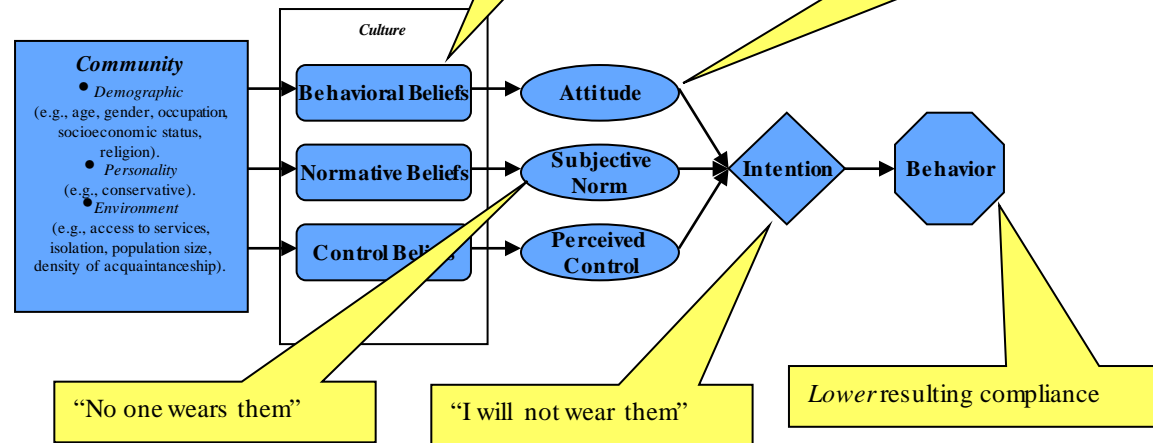 Culture
Community
• Demographic
(e.g., age, gender, occupation,
socioeconomic status,
religion).
• Personality
(e.g., conservative).
• Environment
(e.g., access to services,
isolation, population size,
density of acquaintanceship).
Behavioral Beliefs
Normative Beliefs
Control Beliefs
Attitude
Subjective
Norm
Perceived
Control
Intention
Behavior
“No one wears them”
“I will not wear them”
Lower resulting compliance